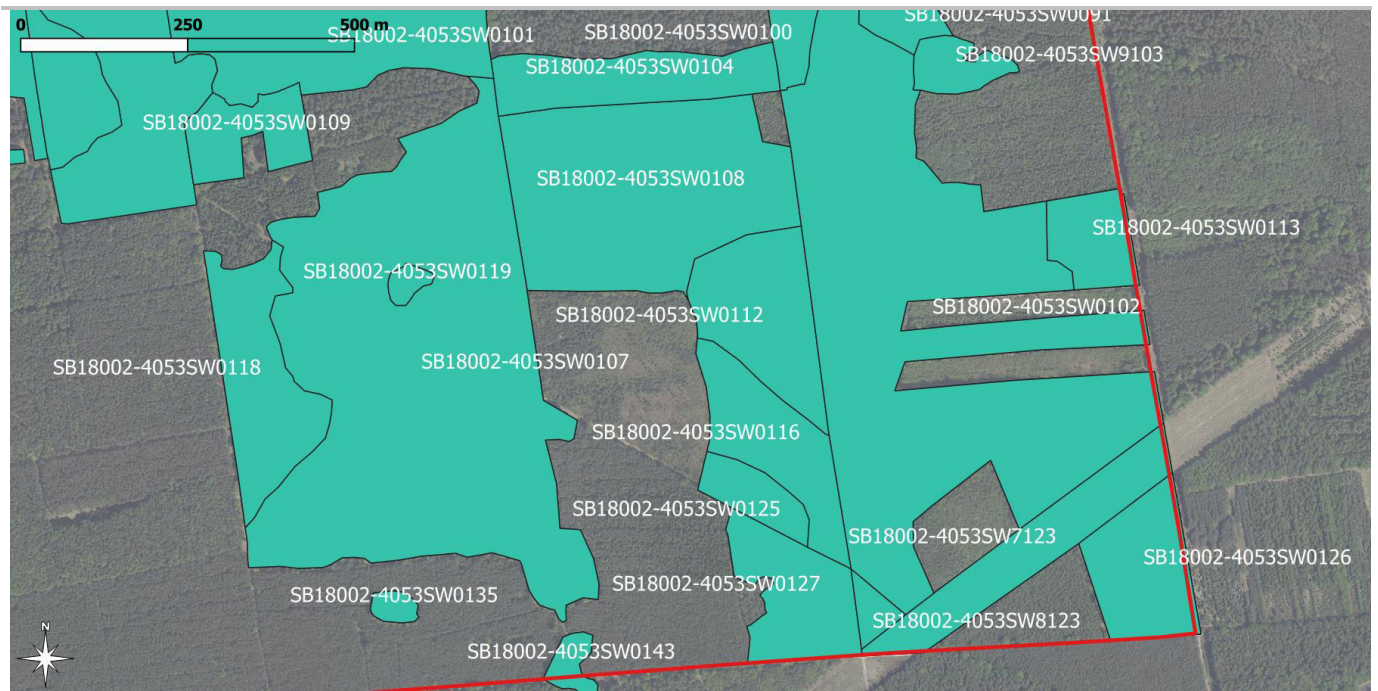 0 250 500 m
SB18002-4053SW0091
SB18002-4053SW0101
SB18002-4053SW0100
SB18002-4053SW9103
SB18002-4053SW0104
SB18002-4053SW0109
SB18002-4053SW0108
SB18002-4053SW0113
SB18002-4053SW0119
SB18002-4053SW0102
SB18002-4053SW0112
SB18002-4053SW0118
SB18002-4053SW0107
SB18002-4053SW0116
SB18002-4053SW0125
SB18002-4053SW7123
SB18002-4053SW0126
SB18002-4053SW0127
SB18002-4053SW0135
SB18002-4053SW8123
SB18002-4053SW0143
N